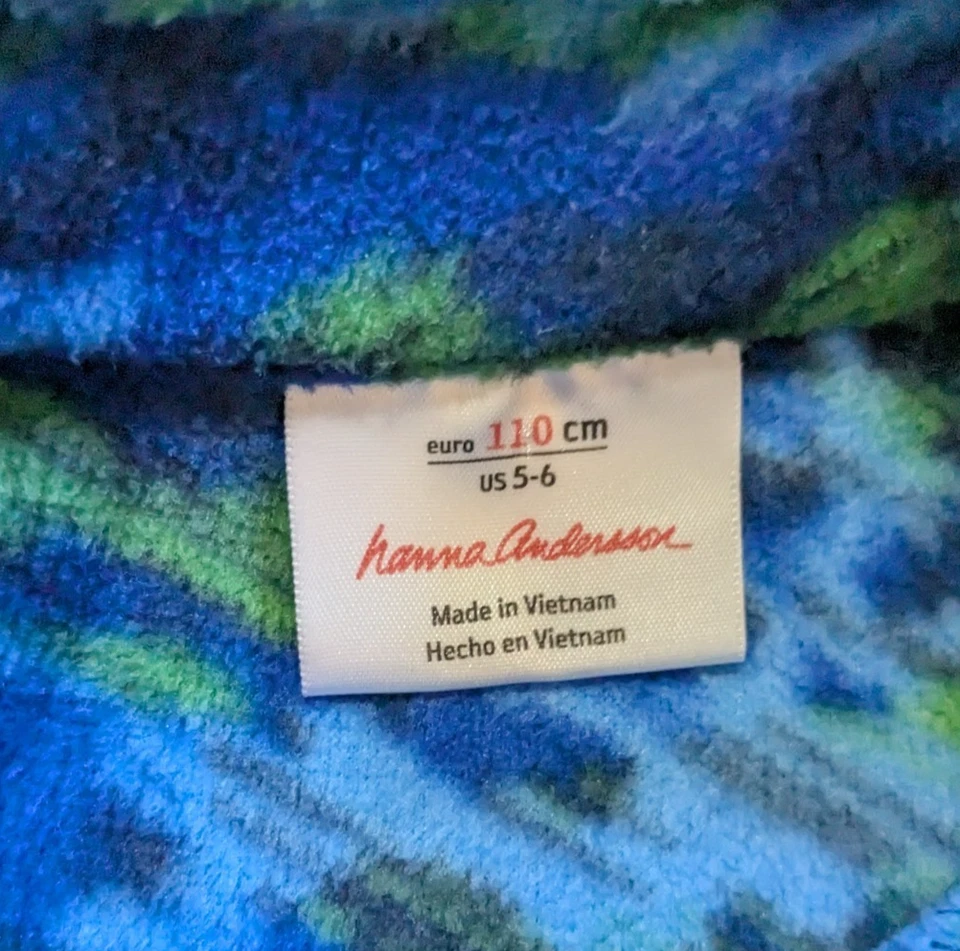 euro 110 cm
US 5-6
hanna Andersson
Made in Vietnam
Hecho en Vietnam